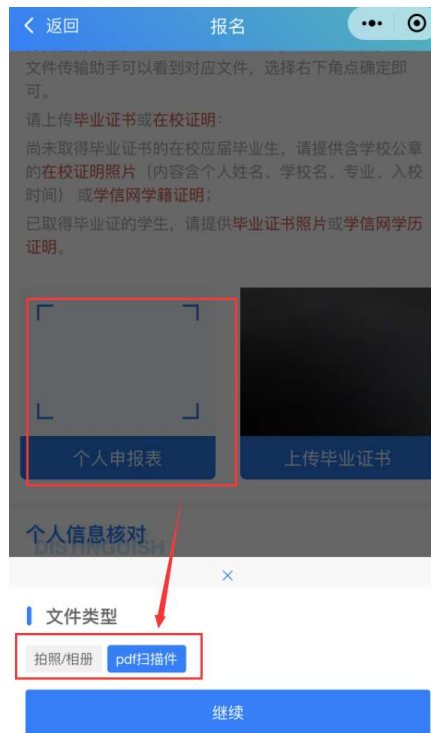 返回
报名
文件传输助手可以看到对应文件，选择右下角点确定即
可。
请上传毕业证书或在校证明：
尚未取得毕业证书的在校应届毕业生，请提供含学校公章
的在校证明照片（内容含个人姓名、学校名、专业、入校
时间）或学信网学籍证明；
已取得毕业证的学生，请提供毕业证书照片或学信网学历
证明。
个人申报表
上传毕业证书
个人信息核对
DISTINGUISH
文件类型
拍照/相册
pdf扫描件
继续